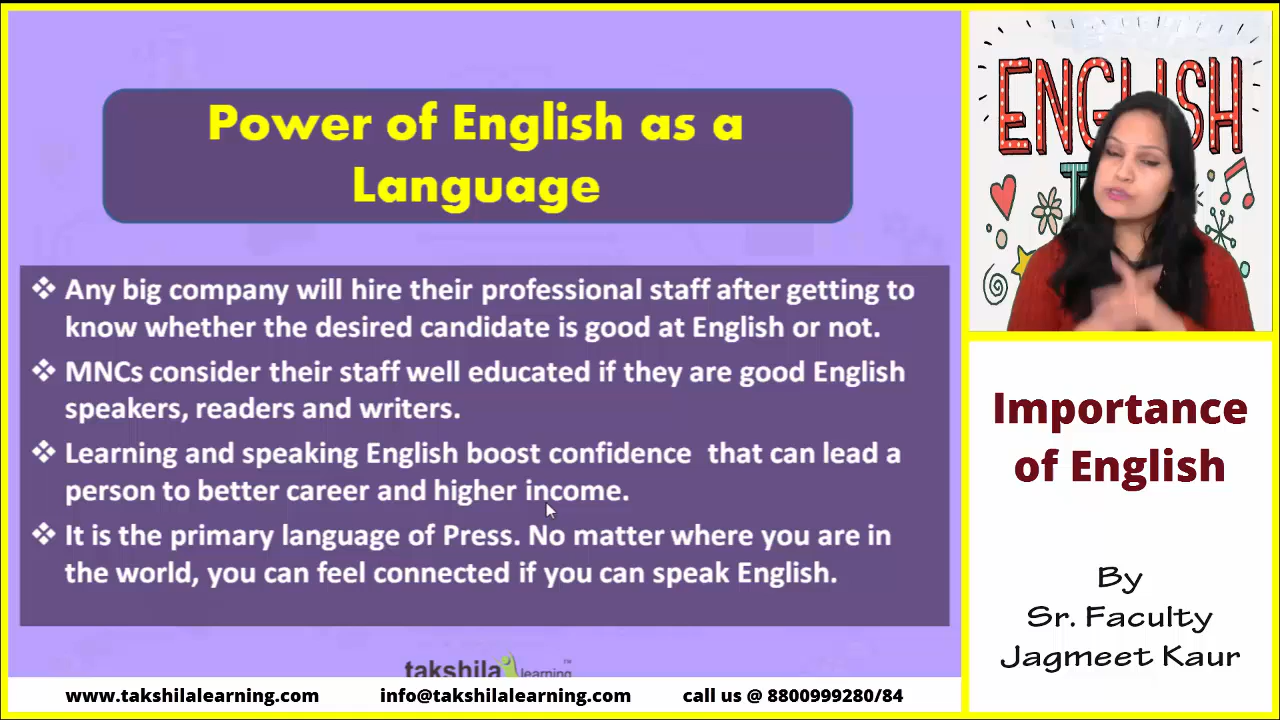 Power of English as a
Language
❖ Any big company will hire their professional staff after getting to
know whether the desired candidate is good at English or not.
❖ MNCs consider their staff well educated if they are good English
speakers, readers and writers.
❖ Learning and speaking English boost confidence that can lead a
person to better career and higher income.
❖ It is the primary language of Press. No matter where you are in
the world, you can feel connected if you can speak English.
takshila learning™
www.takshilalearning.com info@takshilalearning.com call us @ 8800999280/84
ENGLISH
Importance
of English
By
Sr. Faculty
Jagmeet Kaur